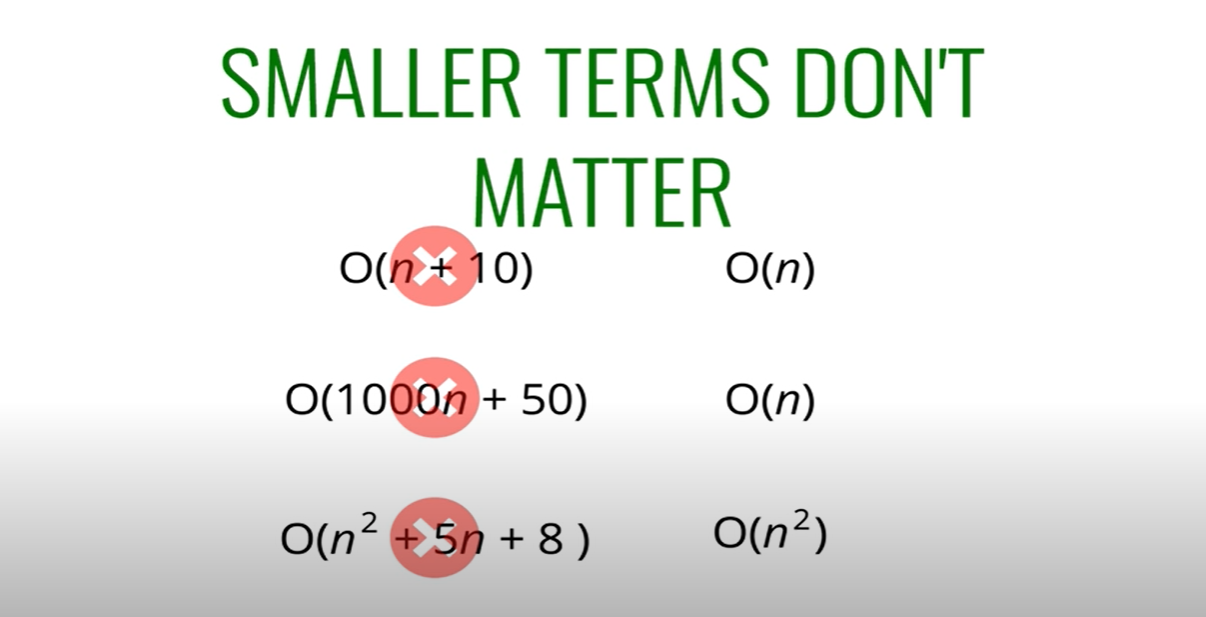 SMALLER TERMS DON'T
MATTER
O(n + 10) O(n)
O(1000n + 50) O(n)
O(n² + 5n + 8 ) O(n²)